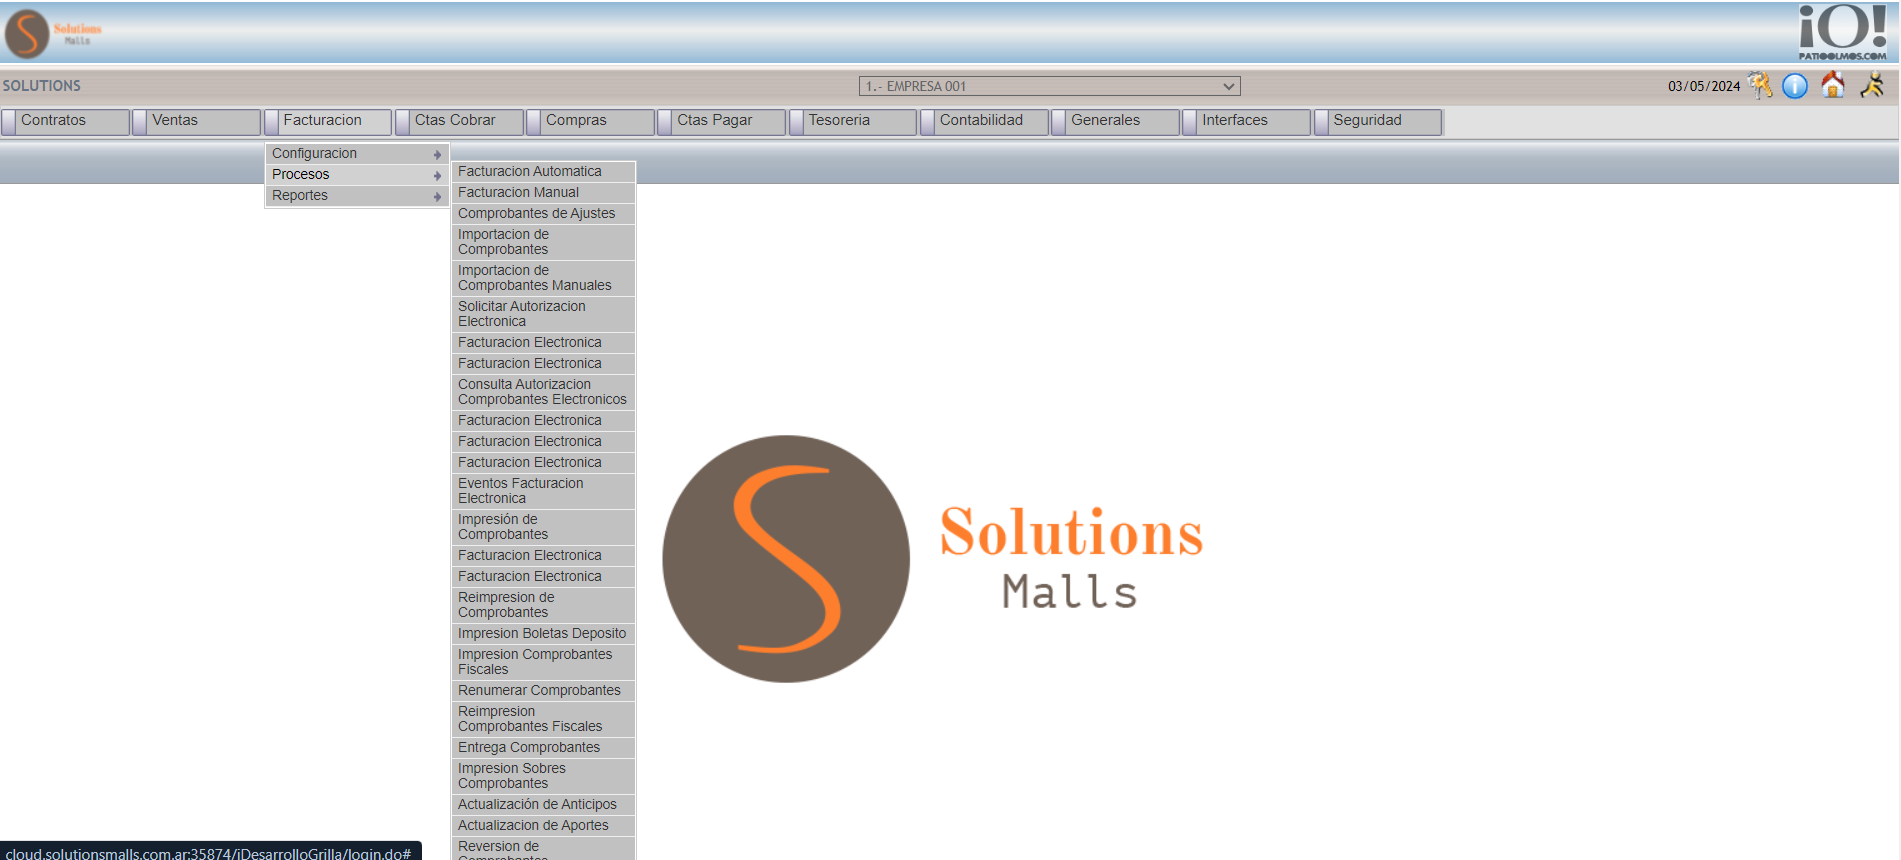 Solutions
Malls
iO!
PATIOOLMOS.COM
SOLUTIONS
1.- EMPRESA 001
03/05/2024
Contratos
Ventas
Facturacion
Ctas Cobrar
Compras
Ctas Pagar
Tesoreria
Contabilidad
Generales
Interfaces
Seguridad
Configuracion
Procesos
Reportes
Facturacion Automatica
Facturacion Manual
Comprobantes de Ajustes
Importacion de
Comprobantes
Importacion de
Comprobantes Manuales
Solicitar Autorizacion
Electronica
Facturacion Electronica
Facturacion Electronica
Consulta Autorizacion
Comprobantes Electronicos
Facturacion Electronica
Facturacion Electronica
Facturacion Electronica
Eventos Facturacion
Electronica
Impresión de
Comprobantes
Facturacion Electronica
Facturacion Electronica
Reimpresion de
Comprobantes
Impresion Boletas Deposito
Impresion Comprobantes
Fiscales
Renumerar Comprobantes
Reimpresion
Comprobantes Fiscales
Entrega Comprobantes
Impresion Sobres
Comprobantes
Actualización de Anticipos
Actualizacion de Aportes
Reversion de
Comprobantes
Solutions
Malls
cloud.solutionsmalls.com.ar:35874/iDesarrolloGrilla/login.do#